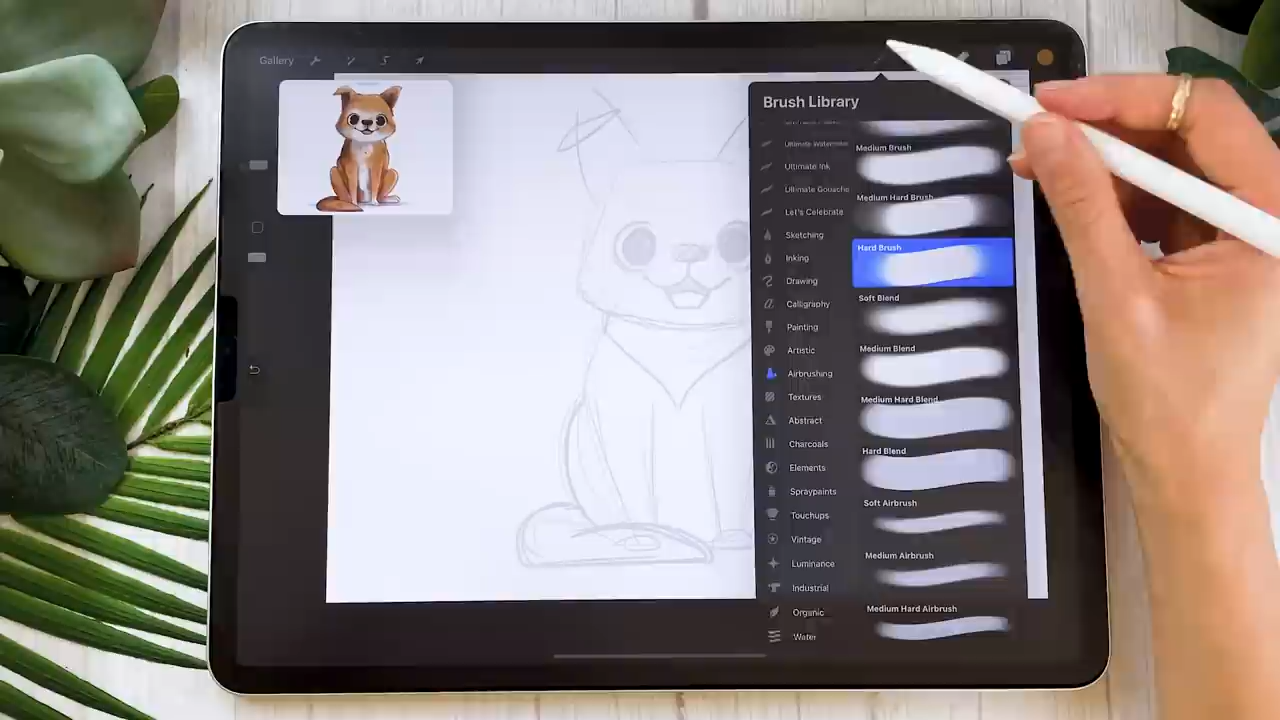 Gallery
Brush Library
Ultimate Watercolor
Ultimate Ink
Ultimate Gouache
Let's Celebrate
Sketching
Inking
Drawing
Calligraphy
Painting
Artistic
Airbrushing
Textures
Abstract
Charcoals
Elements
Spraypaints
Touchups
Vintage
Luminance
Industrial
Organic
Water
Medium Brush
Medium Hard Brush
Hard Brush
Soft Blend
Medium Blend
Medium Hard Blend
Hard Blend
Soft Airbrush
Medium Airbrush
Medium Hard Airbrush